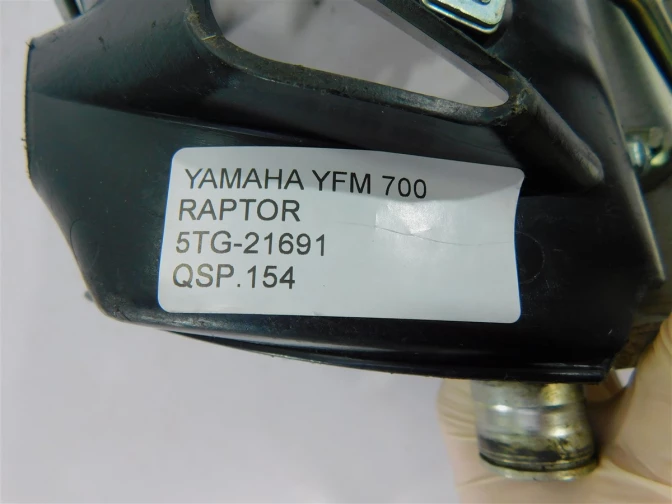 YAMAHA YFM 700
RAPTOR
5TG-21691
QSP.154